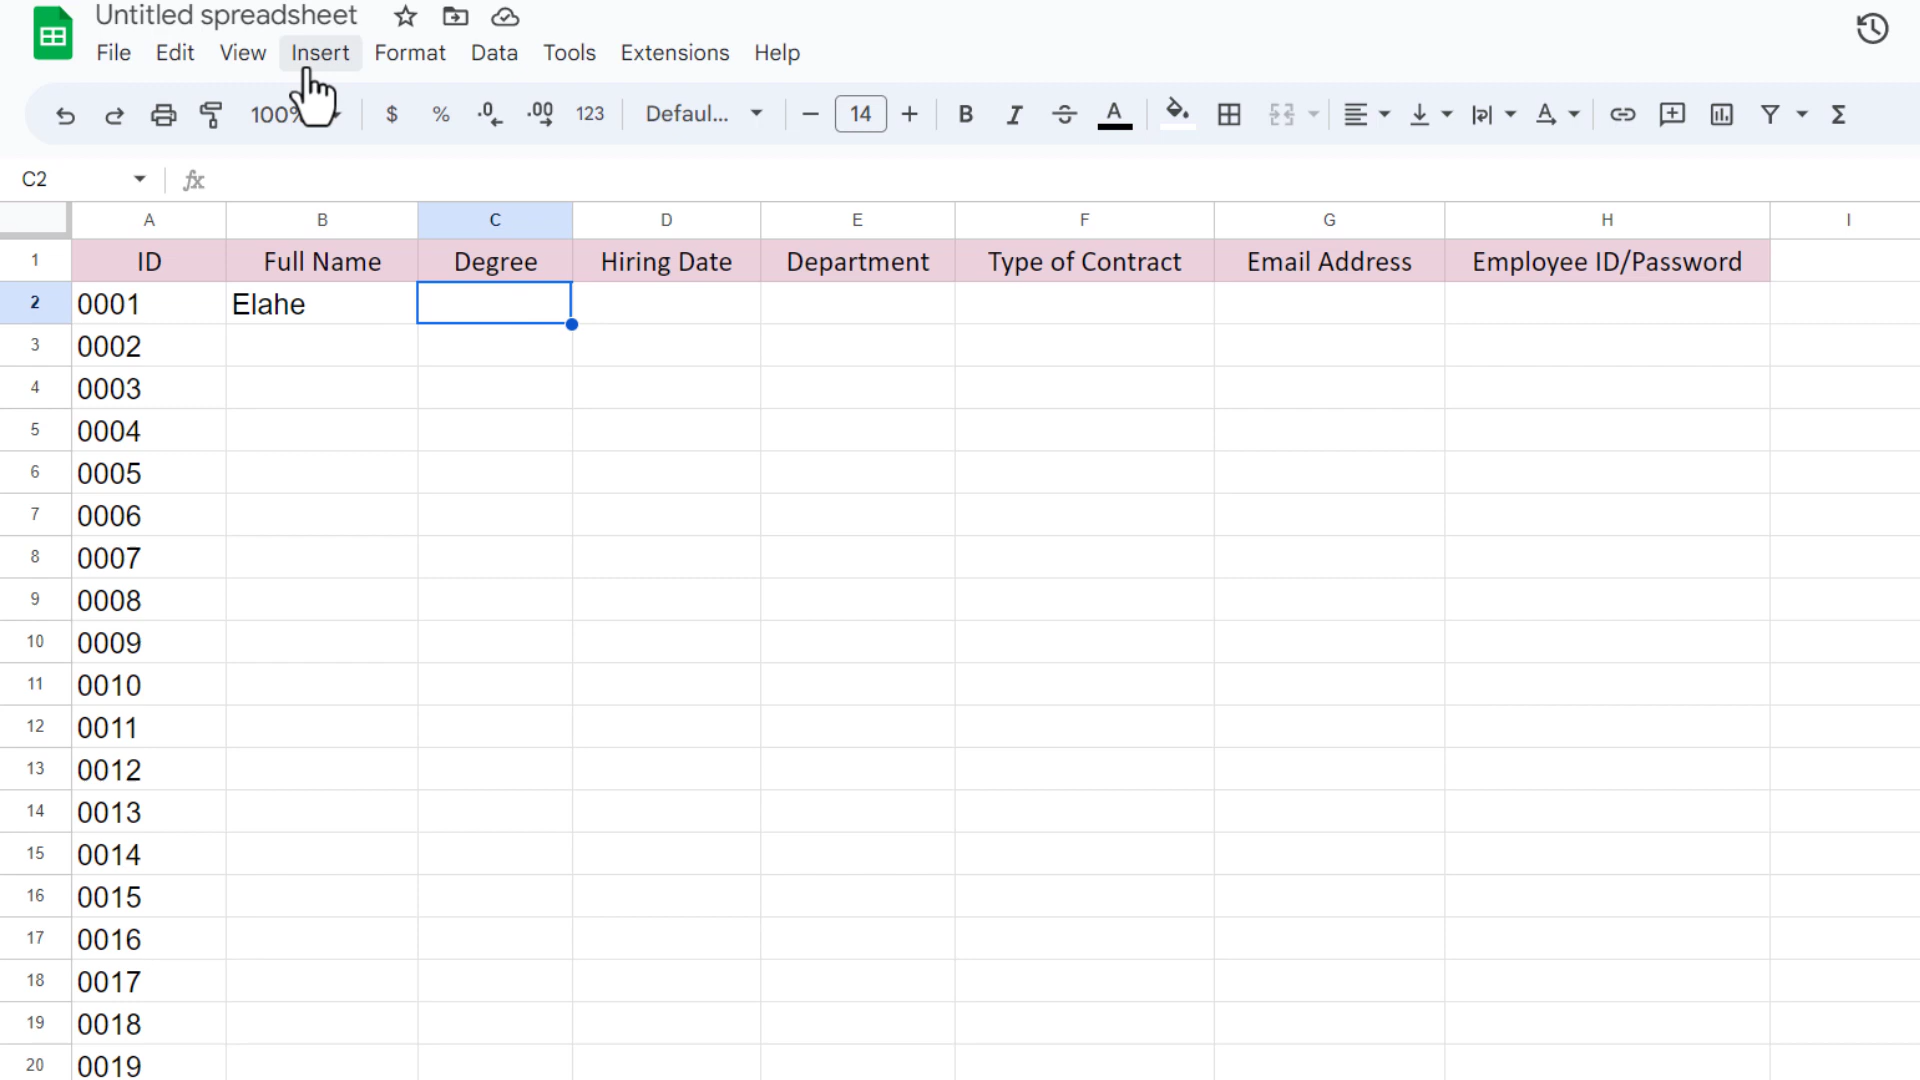 Untitled spreadsheet
File Edit View Insert Format Data Tools Extensions Help
100% $ % .0 .00 123 Defaul... 14 B I A A Σ
C2 fx
A B C D E F G H I
1 ID Full Name Degree Hiring Date Department Type of Contract Email Address Employee ID/Password
2 0001 Elahe
3 0002
4 0003
5 0004
6 0005
7 0006
8 0007
9 0008
10 0009
11 0010
12 0011
13 0012
14 0013
15 0014
16 0015
17 0016
18 0017
19 0018
20 0019